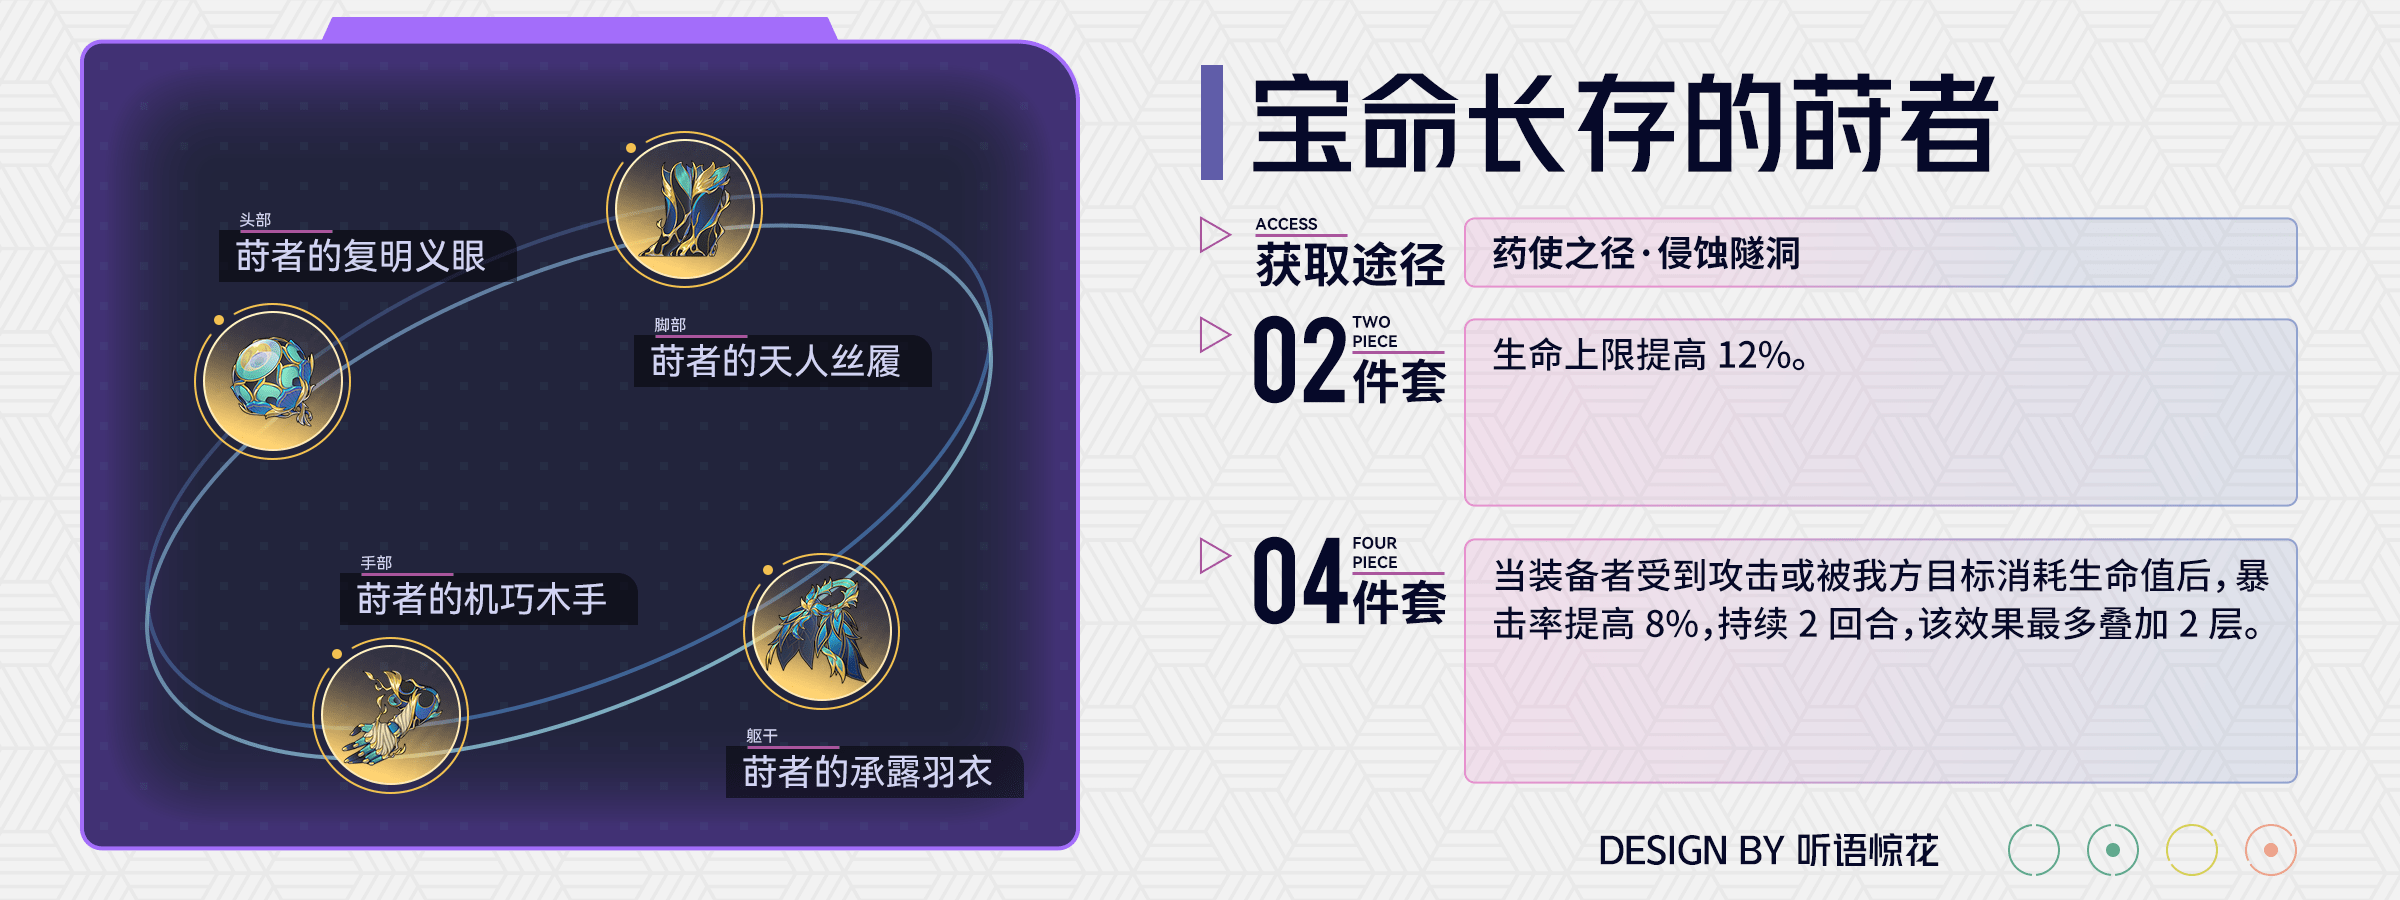 头部
莳者的复明义眼
脚部
莳者的天人丝履
手部
莳者的机巧木手
躯干
莳者的承露羽衣
宝命长存的莳者
ACCESS
获取途径
药使之径·侵蚀隧洞
02
TWO
PIECE
件套
生命上限提高 12%。
04
FOUR
PIECE
件套
当装备者受到攻击或被我方目标消耗生命值后，暴
击率提高 8%，持续 2 回合，该效果最多叠加 2 层。
DESIGN BY 听语惊花